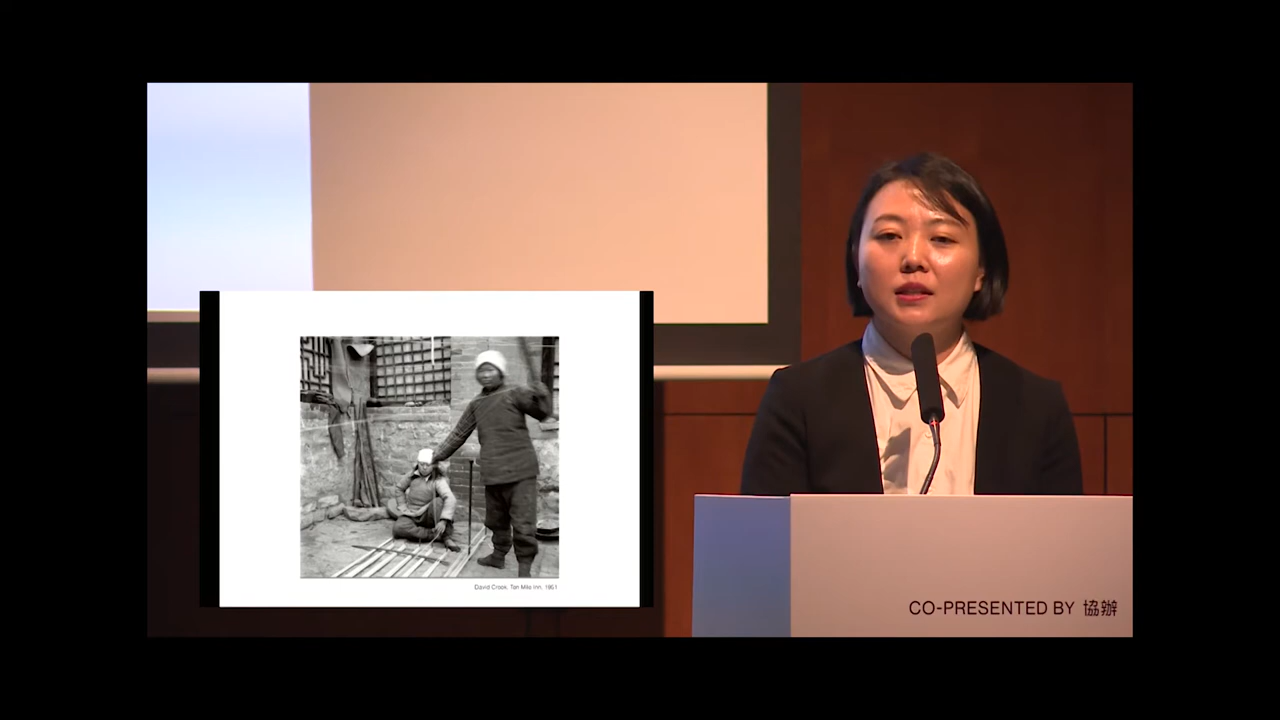 David Crook, Ten Mile Inn, 1951
CO-PRESENTED BY 協辦